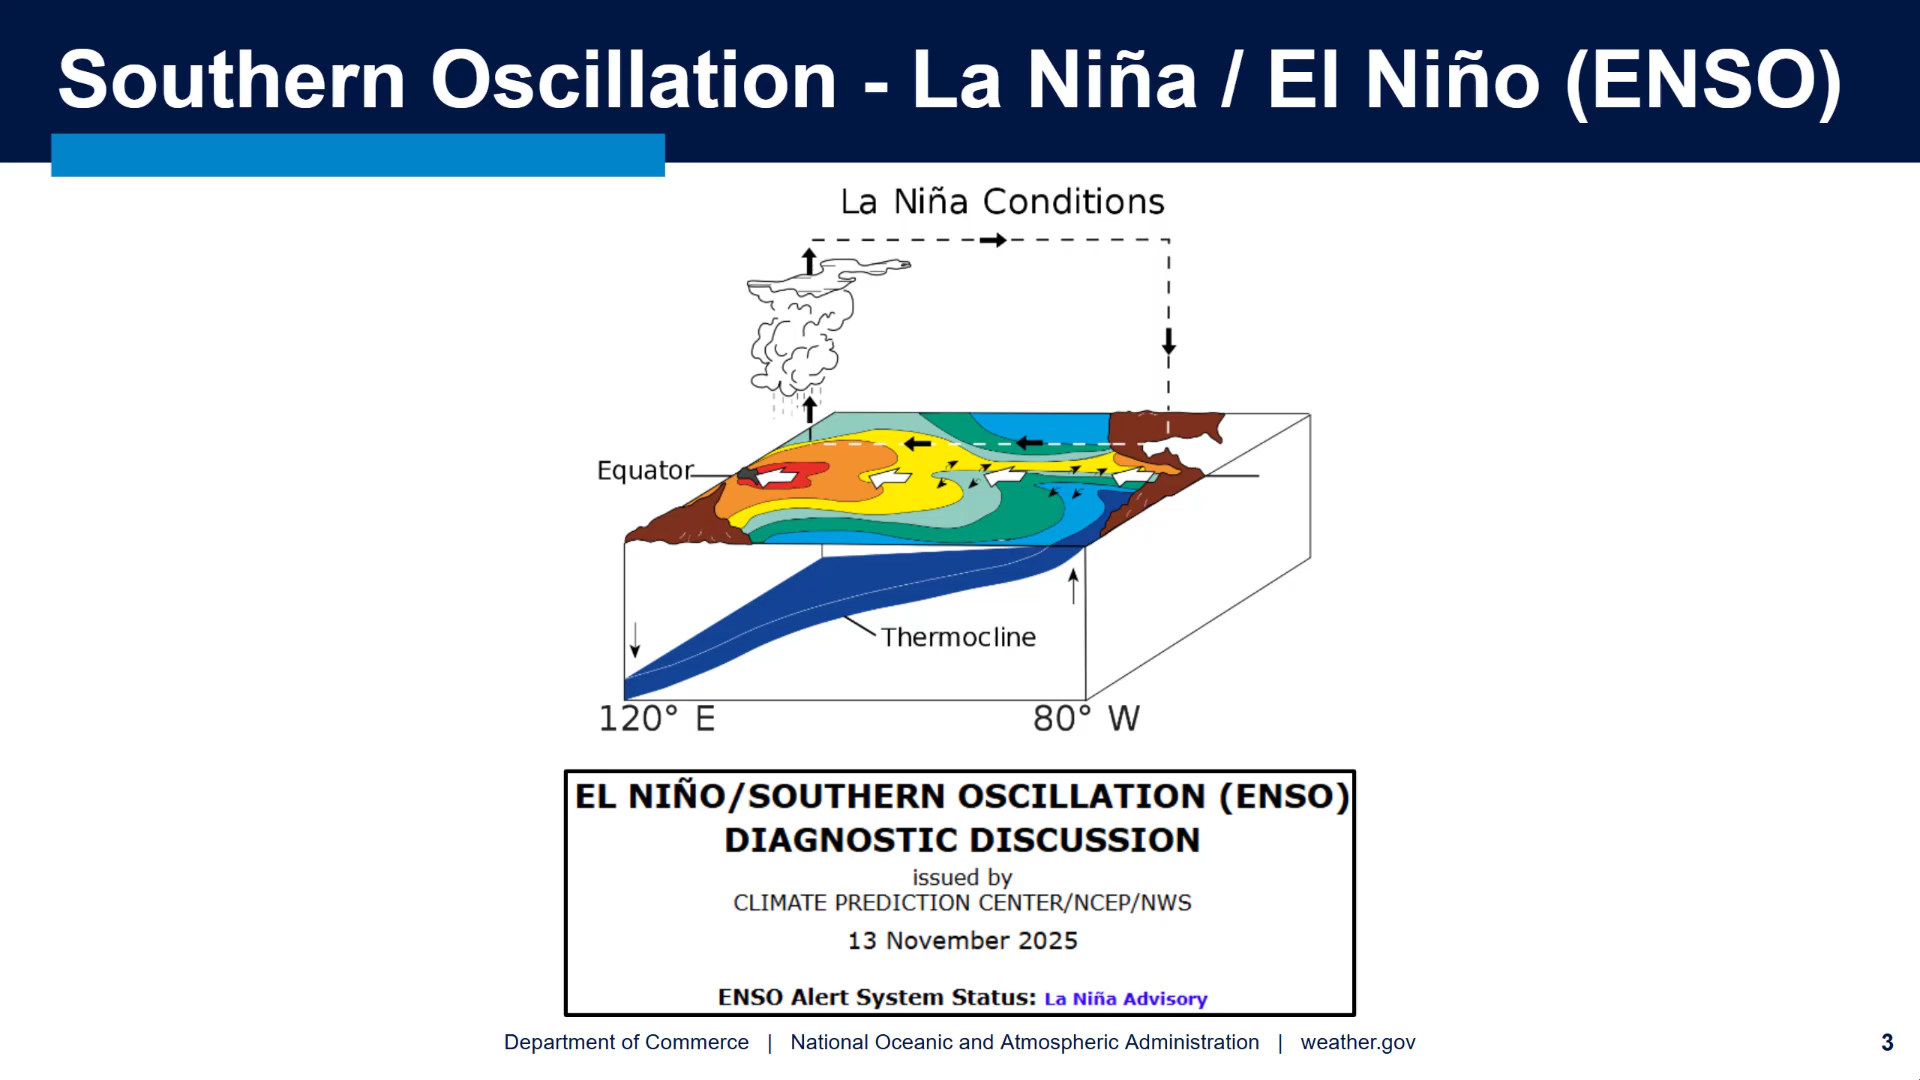 Southern Oscillation - La Niña / El Niño (ENSO)
La Niña Conditions
Equator
Thermocline
120° E
80° W
EL NIÑO/SOUTHERN OSCILLATION (ENSO)
DIAGNOSTIC DISCUSSION
issued by
CLIMATE PREDICTION CENTER/NCEP/NWS
13 November 2025
ENSO Alert System Status: La Niña Advisory
Department of Commerce | National Oceanic and Atmospheric Administration | weather.gov
3